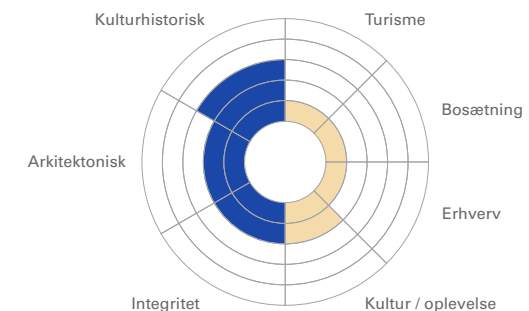 Kulturhistorisk
Turisme
Bosætning
Arkitektonisk
Erhverv
Integritet
Kultur / oplevelse